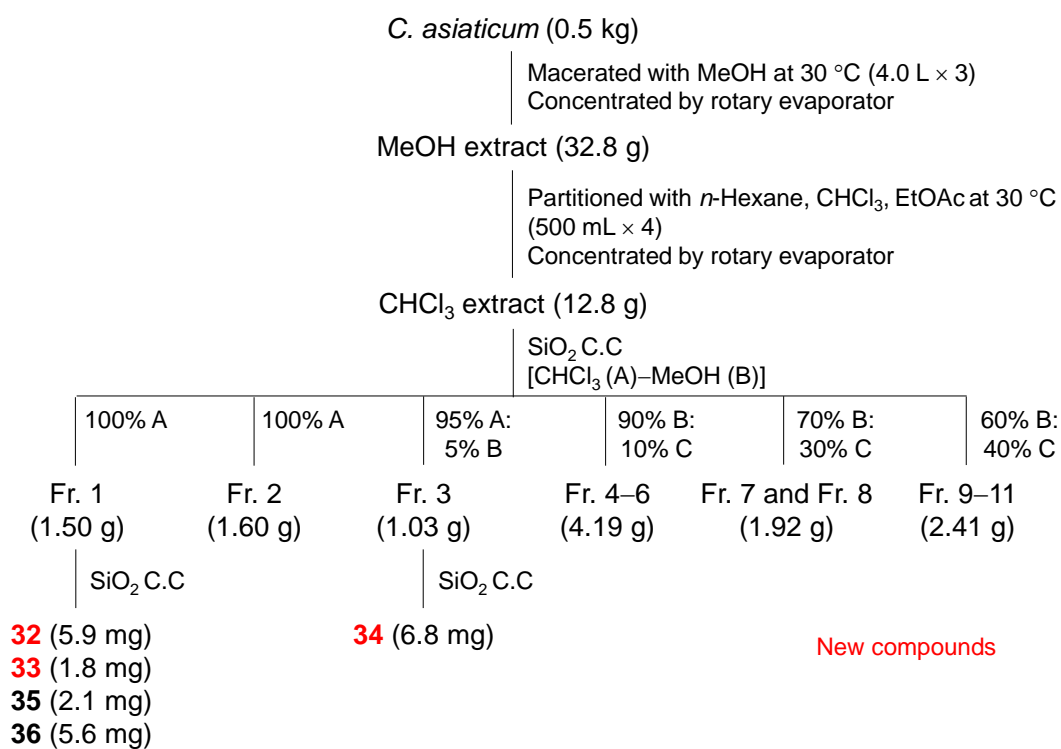 C. asiaticum (0.5 kg)
Macerated with MeOH at 30 °C (4.0 L × 3)
Concentrated by rotary evaporator
MeOH extract (32.8 g)
Partitioned with n-Hexane, CHCl₃, EtOAc at 30 °C
(500 mL × 4)
Concentrated by rotary evaporator
CHCl₃ extract (12.8 g)
SiO₂ C.C
[CHCl₃ (A)–MeOH (B)]
100% A
100% A
95% A:
5% B
90% B:
10% C
70% B:
30% C
60% B:
40% C
Fr. 1
(1.50 g)
Fr. 2
(1.60 g)
Fr. 3
(1.03 g)
Fr. 4–6
(4.19 g)
Fr. 7 and Fr. 8
(1.92 g)
Fr. 9–11
(2.41 g)
SiO₂ C.C
SiO₂ C.C
32 (5.9 mg)
33 (1.8 mg)
35 (2.1 mg)
36 (5.6 mg)
34 (6.8 mg)
New compounds